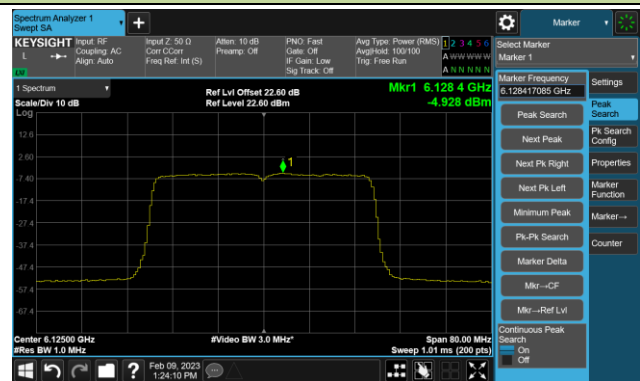 Spectrum Analyzer 1
Swept SA
Marker
KEYSIGHT
L
Input: RF
Coupling: AC
Align: Auto
Input Z: 50 Ω
Corr CCorr
Freq Ref: Int (S)
Atten: 10 dB
Preamp: Off
PNO: Fast
Gate: Off
IF Gain: Low
Sig Track: Off
Avg Type: Power (RMS)
Avg|Hold: 100/100
Trig: Free Run
1 2 3 4 5 6
A W W W W W
A N N N N N
LV
Select Marker
Marker 1
1 Spectrum
Scale/Div 10 dB
Log
Ref Lvl Offset 22.60 dB
Ref Level 22.60 dBm
Mkr1 6.128 4 GHz
-4.928 dBm
12.6
2.60
-7.40
-17.4
-27.4
-37.4
-47.4
-57.4
-67.4
1
Center 6.12500 GHz
#Res BW 1.0 MHz
#Video BW 3.0 MHz*
Span 80.00 MHz
Sweep 1.01 ms (200 pts)
Marker Frequency
6.128417085 GHz
Peak Search
Next Peak
Next Pk Right
Next Pk Left
Minimum Peak
Pk-Pk Search
Marker Delta
Mkr→CF
Mkr→Ref Lvl
Continuous Peak
Search
On
Off
Settings
Peak
Search
Pk Search
Config
Properties
Marker
Function
Marker→
Counter
?
Feb 09, 2023
1:24:10 PM